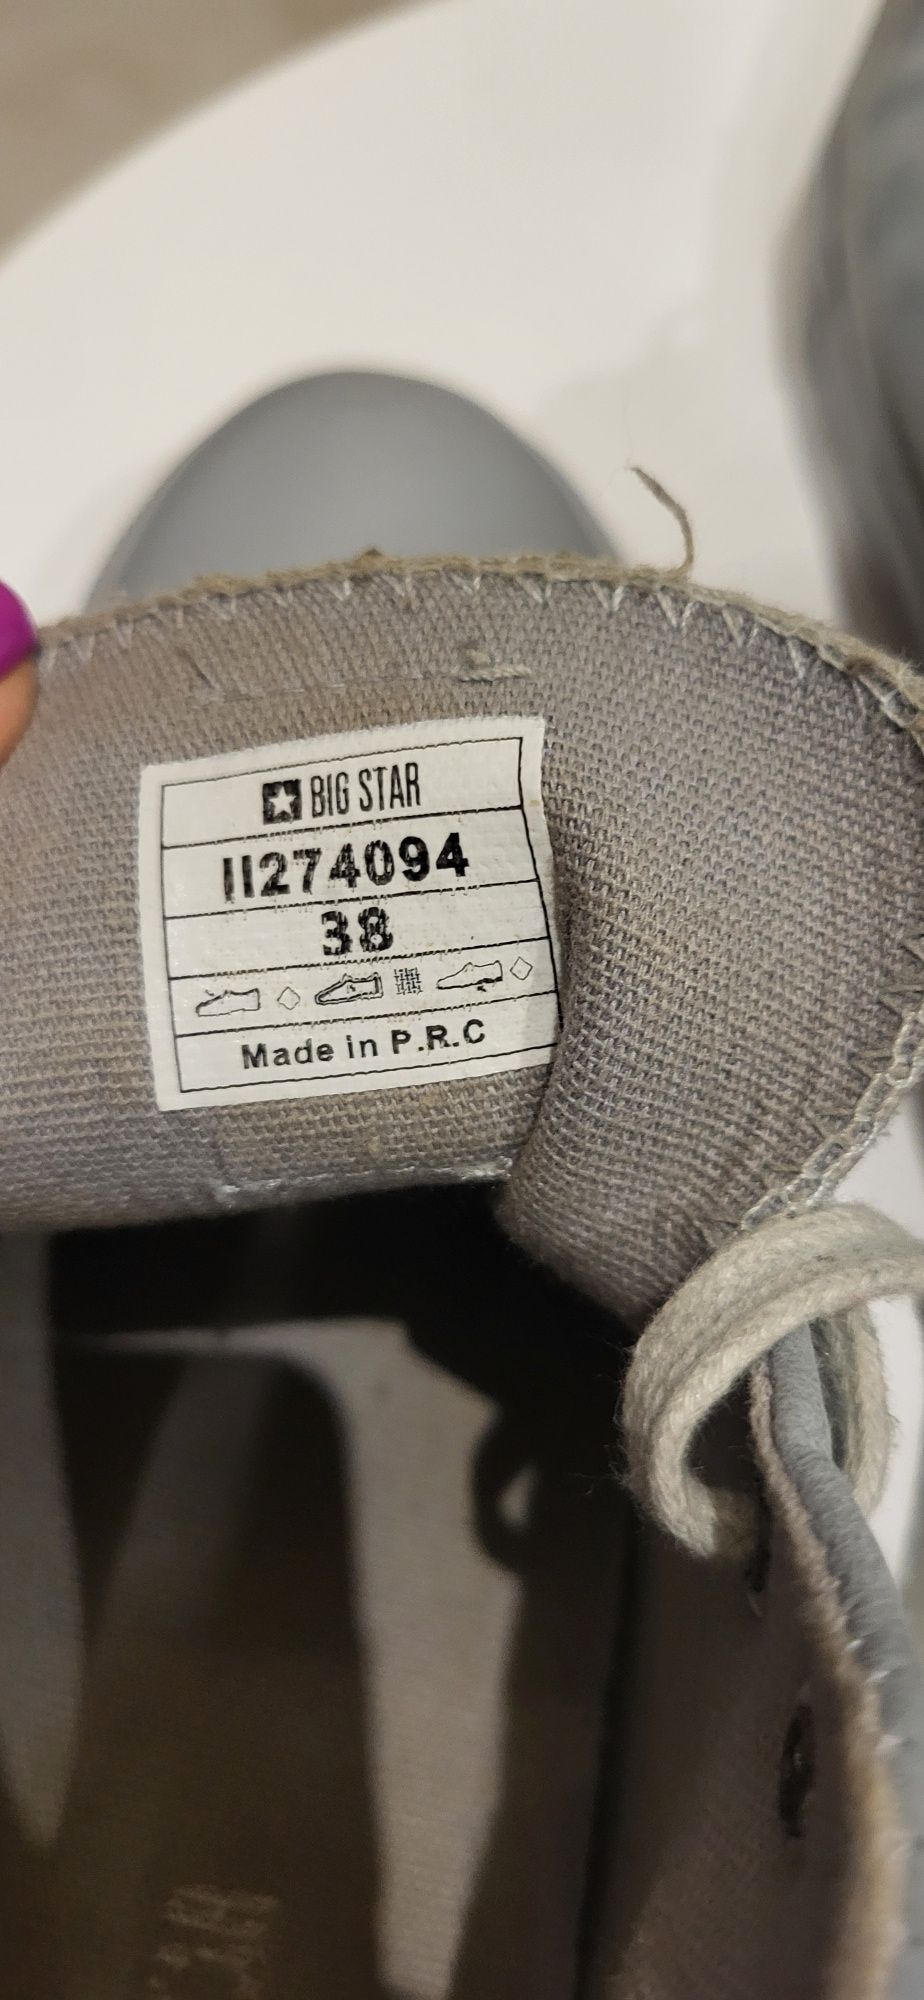 BIG STAR
II274094
38
Made in P.R.C